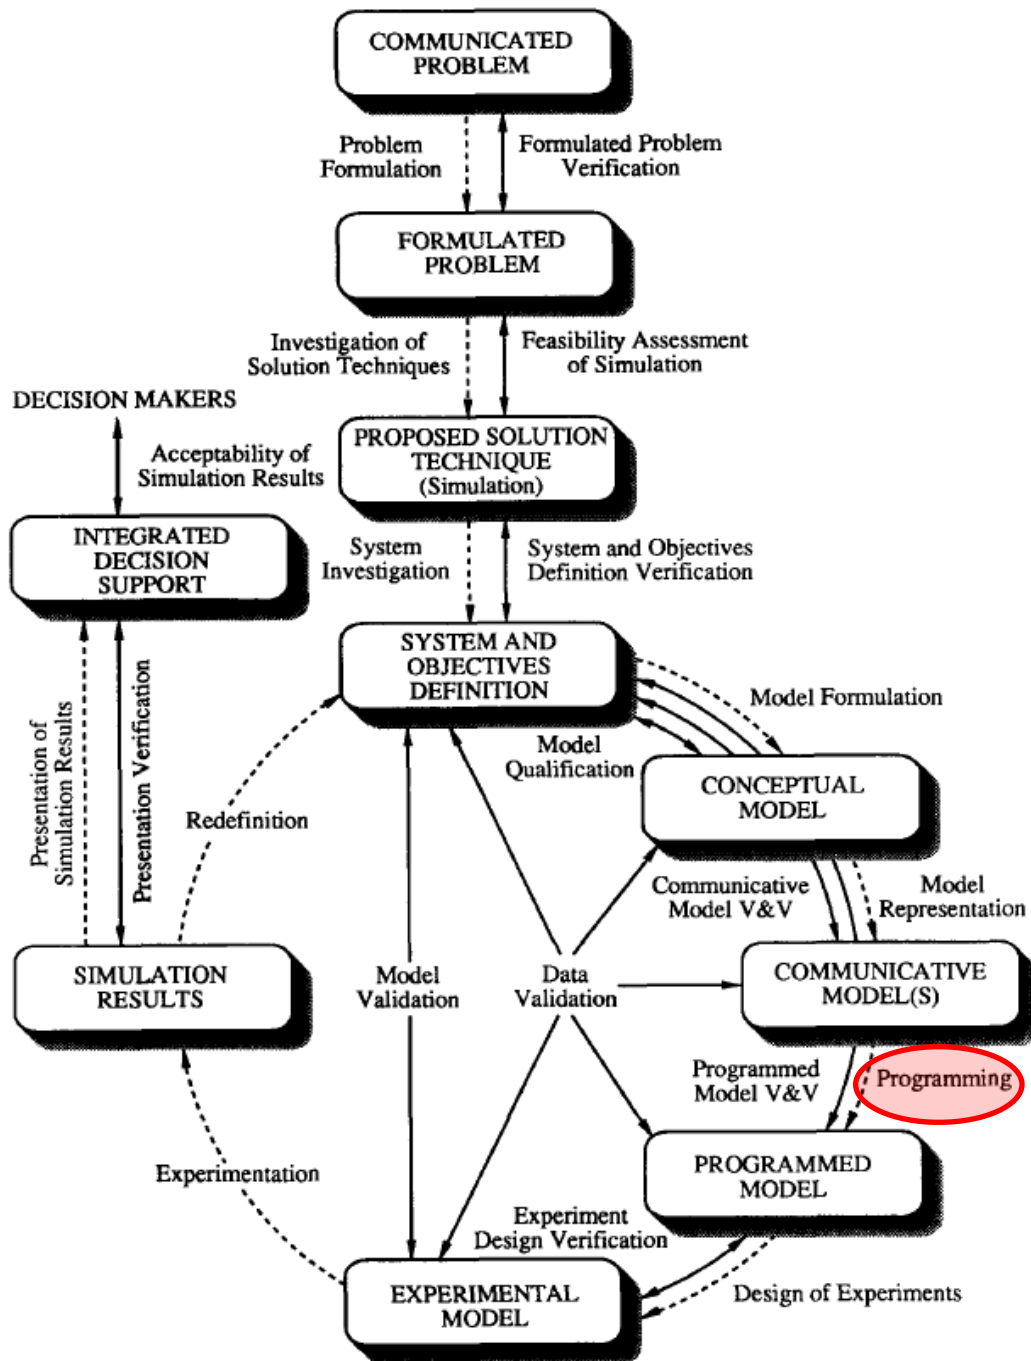 COMMUNICATED
PROBLEM
Problem
Formulation
Formulated Problem
Verification
FORMULATED
PROBLEM
Investigation of
Solution Techniques
Feasibility Assessment
of Simulation
DECISION MAKERS
Acceptability of
Simulation Results
PROPOSED SOLUTION
TECHNIQUE
(Simulation)
INTEGRATED
DECISION
SUPPORT
System
Investigation
System and Objectives
Definition Verification
SYSTEM AND
OBJECTIVES
DEFINITION
Presentation of
Simulation Results
Presentation Verification
Redefinition
Model
Qualification
Model Formulation
CONCEPTUAL
MODEL
Communicative
Model V&V
Model
Representation
SIMULATION
RESULTS
Model
Validation
Data
Validation
COMMUNICATIVE
MODEL(S)
Programmed
Model V&V
Programming
Experimentation
PROGRAMMED
MODEL
Experiment
Design Verification
EXPERIMENTAL
MODEL
Design of Experiments